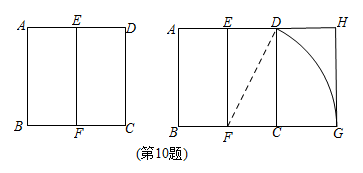 A E D
B F C
A E D H
B F C G
(第10题)